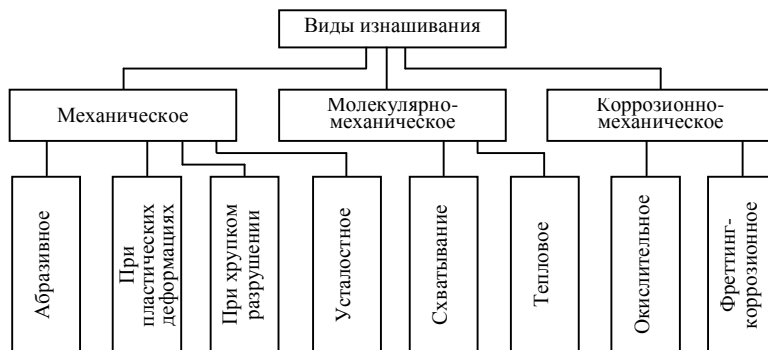 Виды изнашивания
Механическое
Молекулярно-
механическое
Коррозионно-
механическое
Абразивное
При
пластических
деформациях
При хрупком
разрушении
Усталостное
Схватывание
Тепловое
Окислительное
Фреттинг-
коррозионное